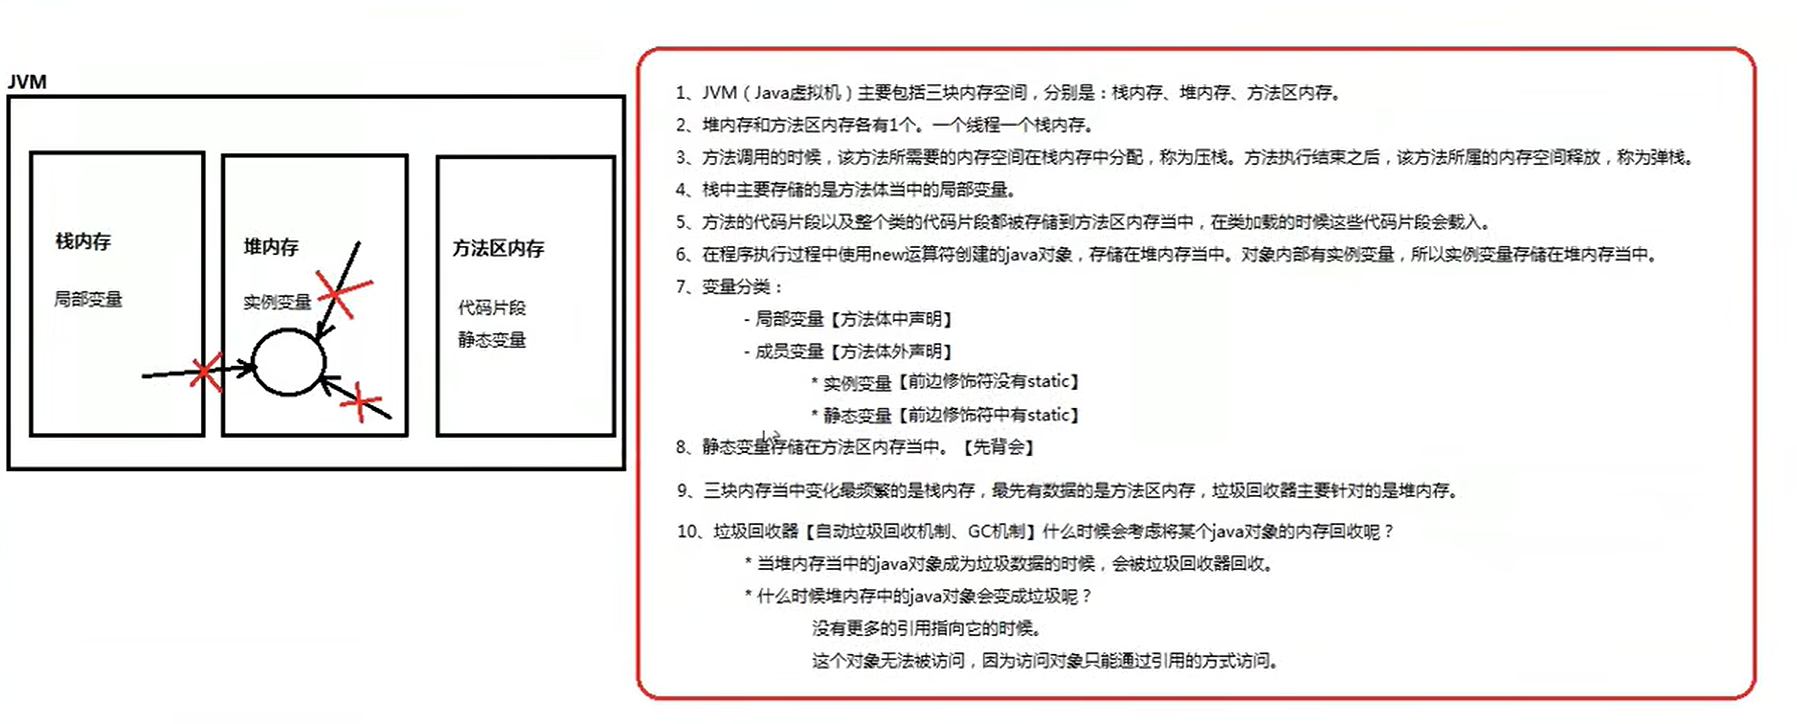 JVM
栈内存
局部变量
堆内存
实例变量
方法区内存
代码片段
静态变量
1、JVM（Java虚拟机）主要包括三块内存空间，分别是：栈内存、堆内存、方法区内存。
2、堆内存和方法区内存各有1个。一个线程一个栈内存。
3、方法调用的时候，该方法所需要的内存空间在栈内存中分配，称为压栈。方法执行结束之后，该方法所属的内存空间释放，称为弹栈。
4、栈中主要存储的是方法体当中的局部变量。
5、方法的代码片段以及整个类的代码片段都被存储到方法区内存当中，在类加载的时候这些代码片段会载入。
6、在程序执行过程中使用new运算符创建的java对象，存储在堆内存当中。对象内部有实例变量，所以实例变量存储在堆内存当中。
7、变量分类：
- 局部变量【方法体中声明】
- 成员变量【方法体外声明】
* 实例变量【前边修饰符没有static】
* 静态变量【前边修饰符中有static】
8、静态变量存储在方法区内存当中。【先背会】
9、三块内存当中变化最频繁的是栈内存，最先有数据的是方法区内存，垃圾回收器主要针对的是堆内存。
10、垃圾回收器【自动垃圾回收机制、GC机制】什么时候会考虑将某个java对象的内存回收呢？
* 当堆内存当中的java对象成为垃圾数据的时候，会被垃圾回收器回收。
* 什么时候堆内存中的java对象会变成垃圾呢？
没有更多的引用指向它的时候。
这个对象无法被访问，因为访问对象只能通过引用的方式访问。